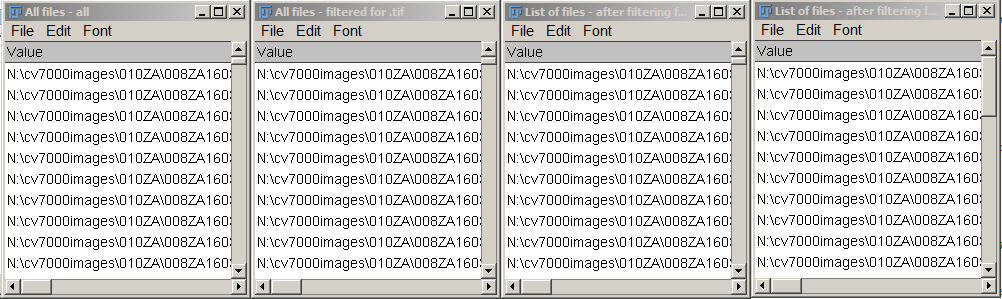 All files - all
File Edit Font
Value
N:\cv7000images\010ZA\008ZA160
N:\cv7000images\010ZA\008ZA160
N:\cv7000images\010ZA\008ZA160
N:\cv7000images\010ZA\008ZA160
N:\cv7000images\010ZA\008ZA160
N:\cv7000images\010ZA\008ZA160
N:\cv7000images\010ZA\008ZA160
N:\cv7000images\010ZA\008ZA160
N:\cv7000images\010ZA\008ZA160
N:\cv7000images\010ZA\008ZA160
All files - filtered for .tif
File Edit Font
Value
N:\cv7000images\010ZA\008ZA160
N:\cv7000images\010ZA\008ZA160
N:\cv7000images\010ZA\008ZA160
N:\cv7000images\010ZA\008ZA160
N:\cv7000images\010ZA\008ZA160
N:\cv7000images\010ZA\008ZA160
N:\cv7000images\010ZA\008ZA160
N:\cv7000images\010ZA\008ZA160
N:\cv7000images\010ZA\008ZA160
N:\cv7000images\010ZA\008ZA160
List of files - after filtering f...
File Edit Font
Value
N:\cv7000images\010ZA\008ZA160
N:\cv7000images\010ZA\008ZA160
N:\cv7000images\010ZA\008ZA160
N:\cv7000images\010ZA\008ZA160
N:\cv7000images\010ZA\008ZA160
N:\cv7000images\010ZA\008ZA160
N:\cv7000images\010ZA\008ZA160
N:\cv7000images\010ZA\008ZA160
N:\cv7000images\010ZA\008ZA160
N:\cv7000images\010ZA\008ZA160
List of files - after filtering f...
File Edit Font
Value
N:\cv7000images\010ZA\008ZA160
N:\cv7000images\010ZA\008ZA160
N:\cv7000images\010ZA\008ZA160
N:\cv7000images\010ZA\008ZA160
N:\cv7000images\010ZA\008ZA160
N:\cv7000images\010ZA\008ZA160
N:\cv7000images\010ZA\008ZA160
N:\cv7000images\010ZA\008ZA160
N:\cv7000images\010ZA\008ZA160
N:\cv7000images\010ZA\008ZA160